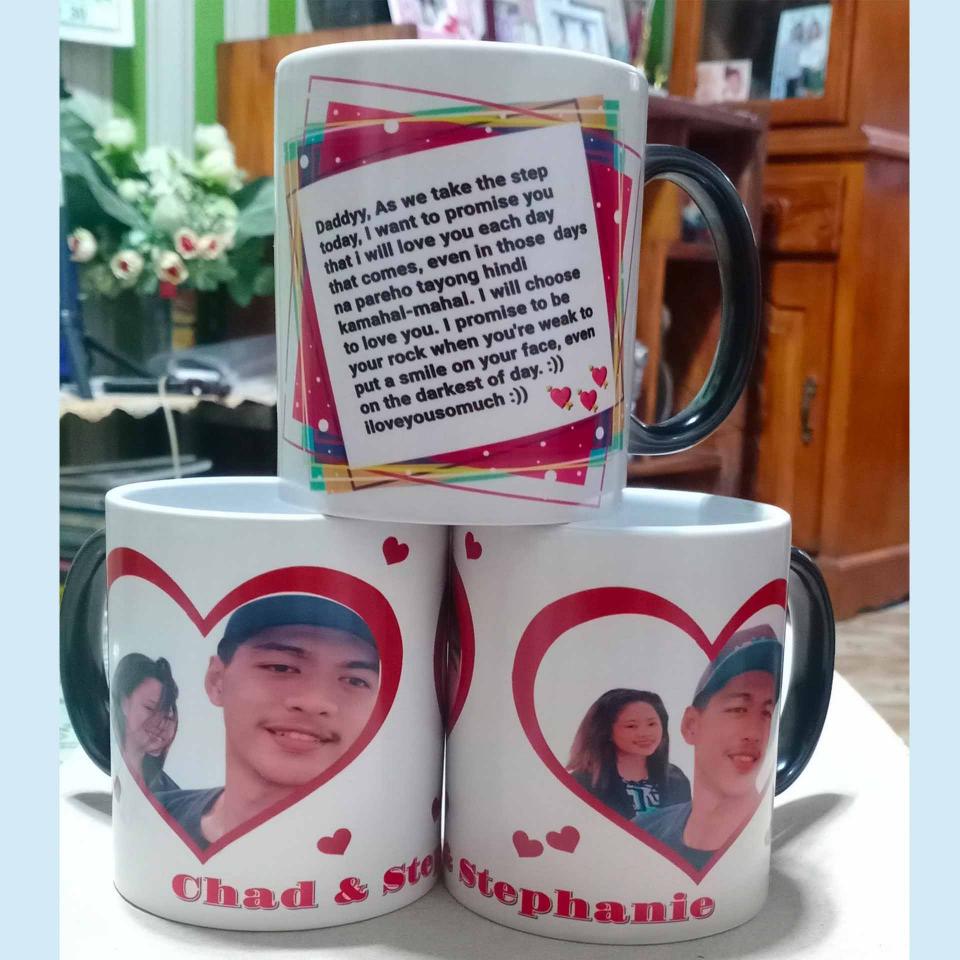 Daddyy, As we take the step
today, I want to promise you
that i will love you each day
that comes, even in those days
na pareho tayong hindi
kamahal-mahal. I will choose
to love you. I promise to be
your rock when you're weak to
put a smile on your face, even
on the darkest of day. :))
iloveyousomuch :))
Chad & Ste
& Stephanie